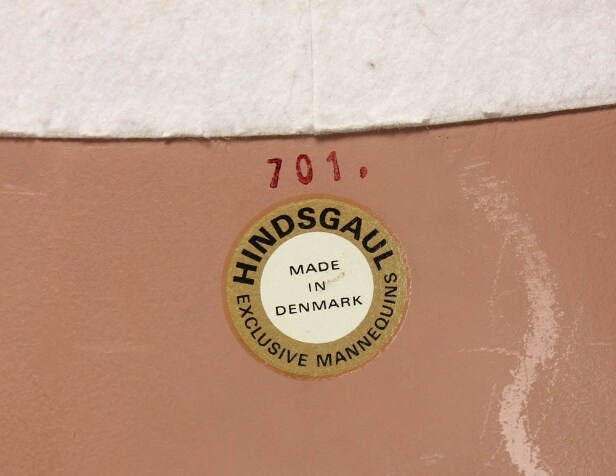 701.
HINDSGAUL
MADE
IN
DENMARK
EXCLUSIVE MANNEQUINS